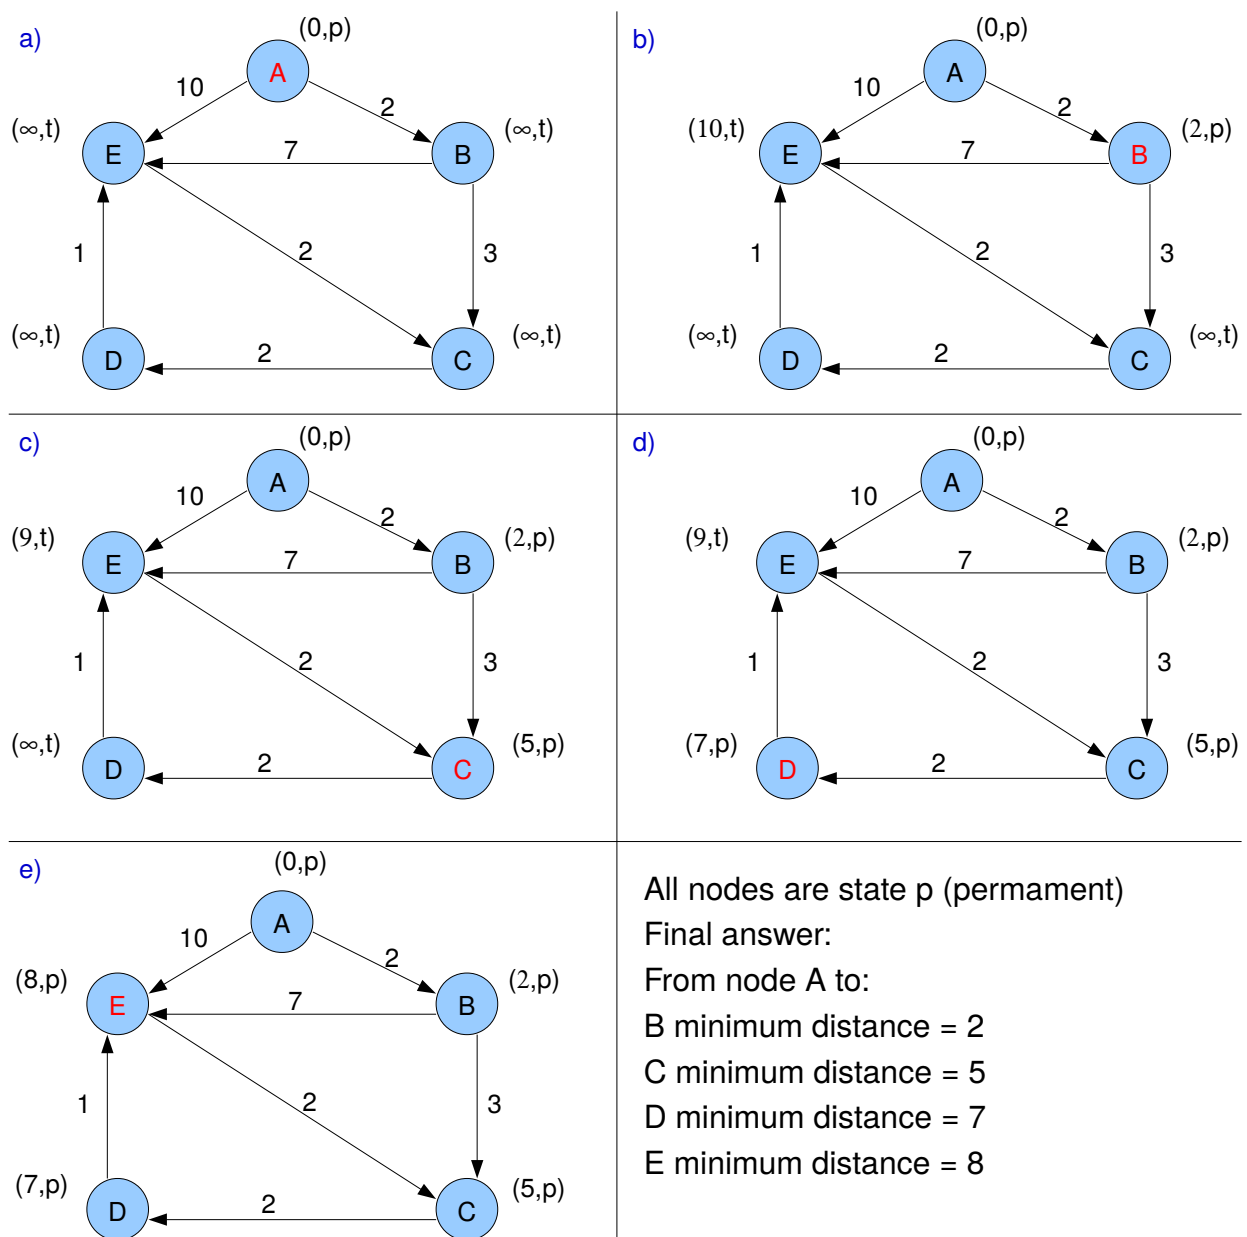 a)
(0,p)
A
10
2
(∞,t)
E
7
B
(∞,t)
1
2
3
(∞,t)
D
2
C
(∞,t)
b)
(0,p)
A
10
2
(10,t)
E
7
B
(2,p)
1
2
3
(∞,t)
D
2
C
(∞,t)
c)
(0,p)
A
10
2
(9,t)
E
7
B
(2,p)
1
2
3
(∞,t)
D
2
C
(5,p)
d)
(0,p)
A
10
2
(9,t)
E
7
B
(2,p)
1
2
3
(7,p)
D
2
C
(5,p)
e)
(0,p)
A
10
2
(8,p)
E
7
B
(2,p)
1
2
3
(7,p)
D
2
C
(5,p)
All nodes are state p (permament)
Final answer:
From node A to:
B minimum distance = 2
C minimum distance = 5
D minimum distance = 7
E minimum distance = 8